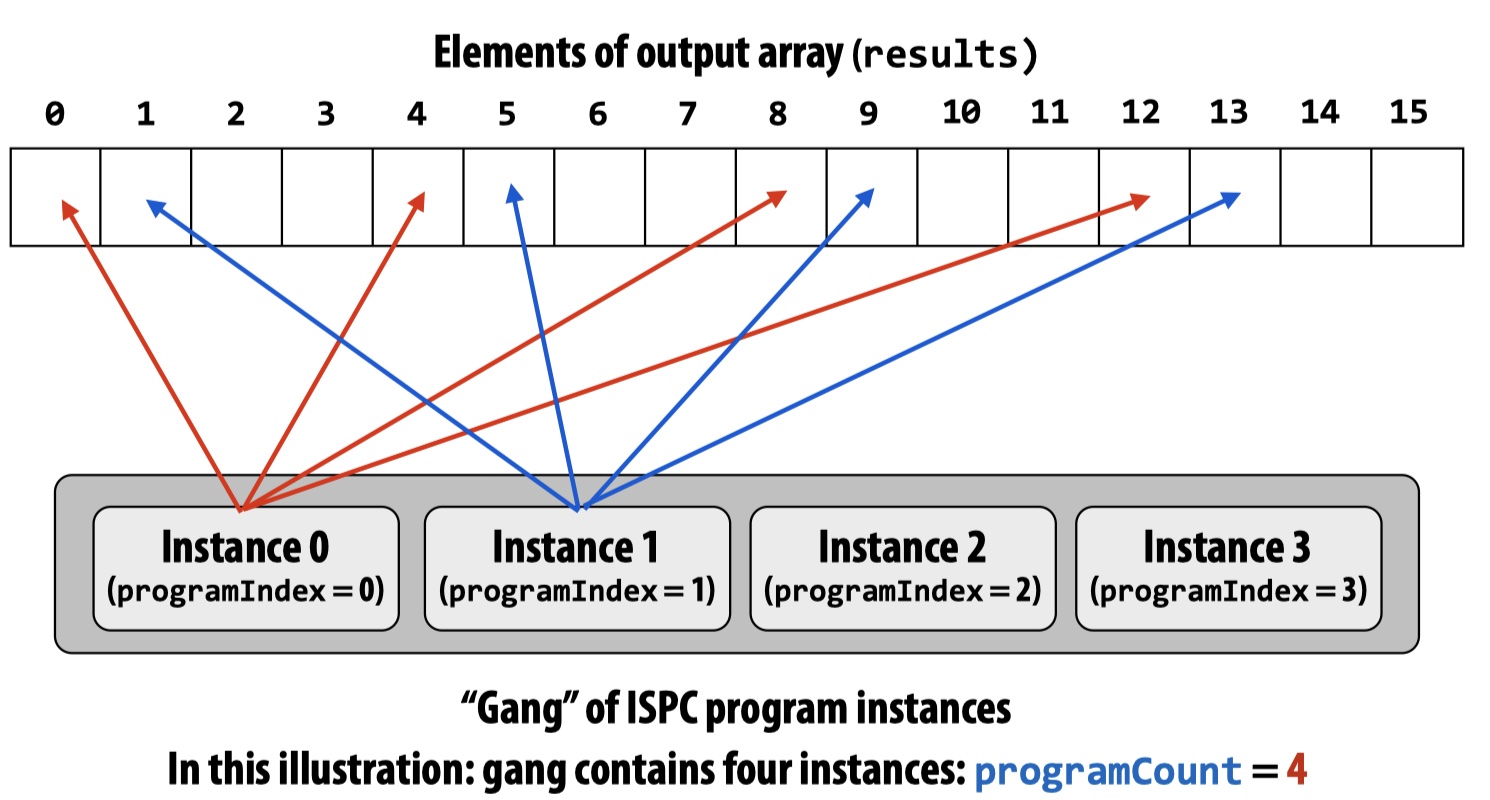 Elements of output array (results)
0 1 2 3 4 5 6 7 8 9 10 11 12 13 14 15
Instance 0
(programIndex = 0)
Instance 1
(programIndex = 1)
Instance 2
(programIndex = 2)
Instance 3
(programIndex = 3)
“Gang” of ISPC program instances
In this illustration: gang contains four instances: programCount = 4